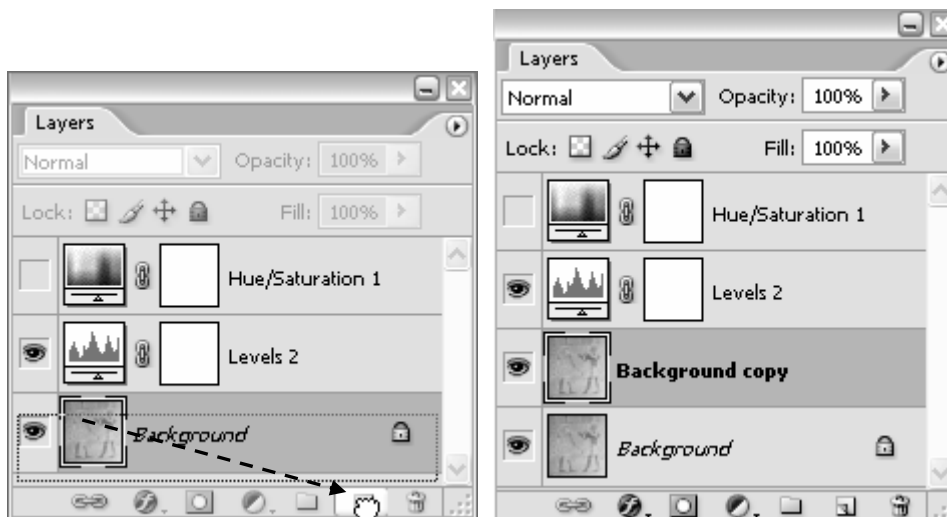 Layers
Normal Opacity: 100%
Lock: Fill: 100%
Hue/Saturation 1
Levels 2
Background
Layers
Normal Opacity: 100%
Lock: Fill: 100%
Hue/Saturation 1
Levels 2
Background copy
Background